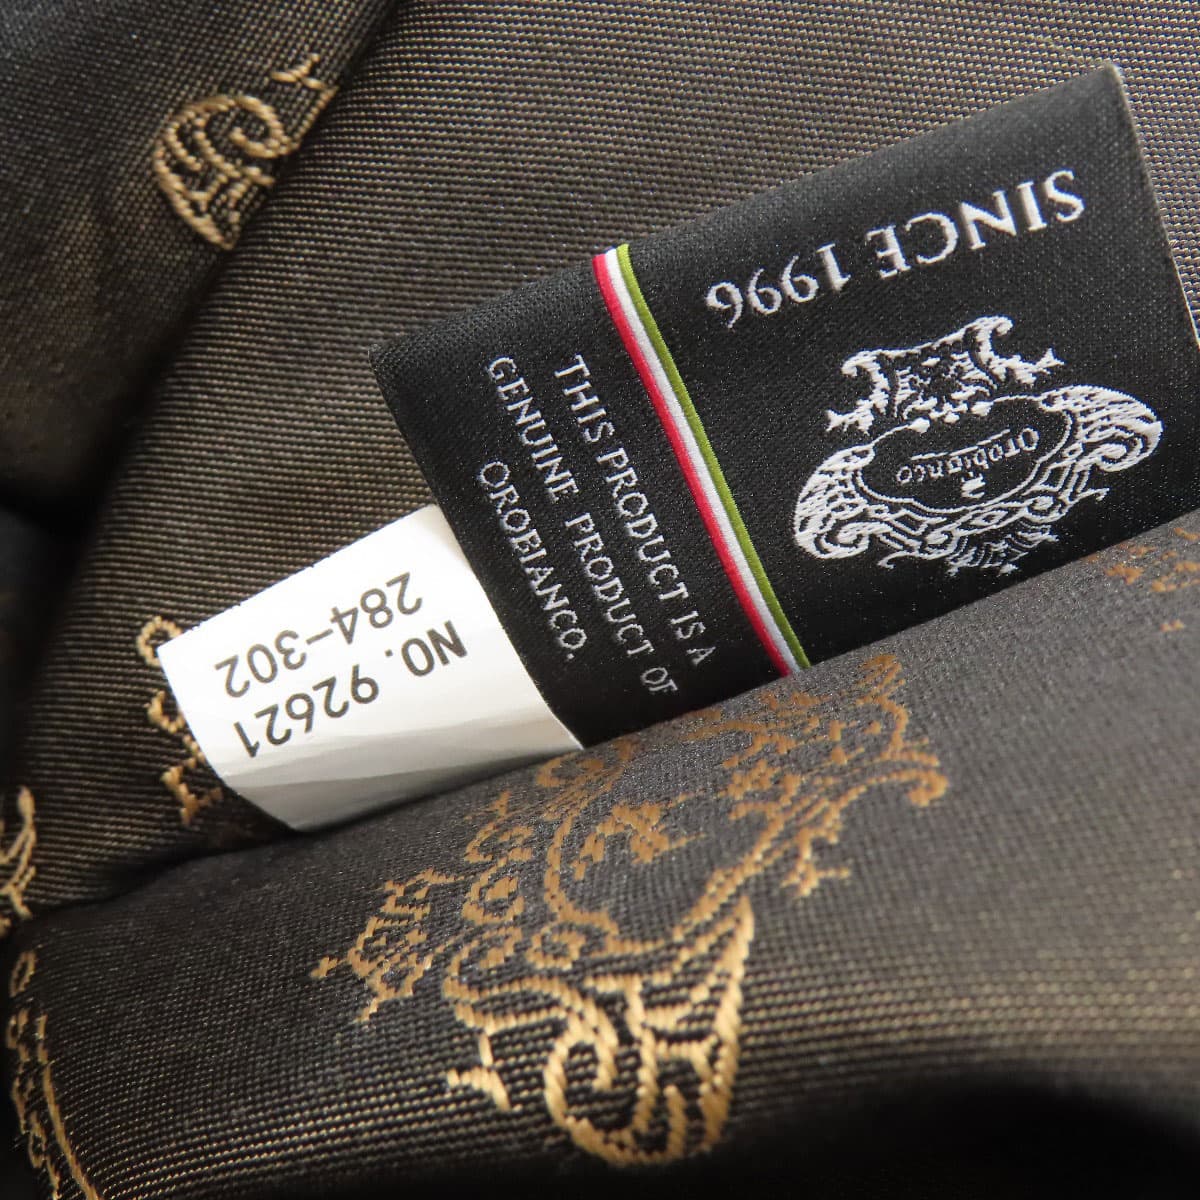 SINCE 1996
Orobianco
THIS PRODUCT IS A
GENUINE PRODUCT OF
OROBIANCO.
NO. 92621
284-302